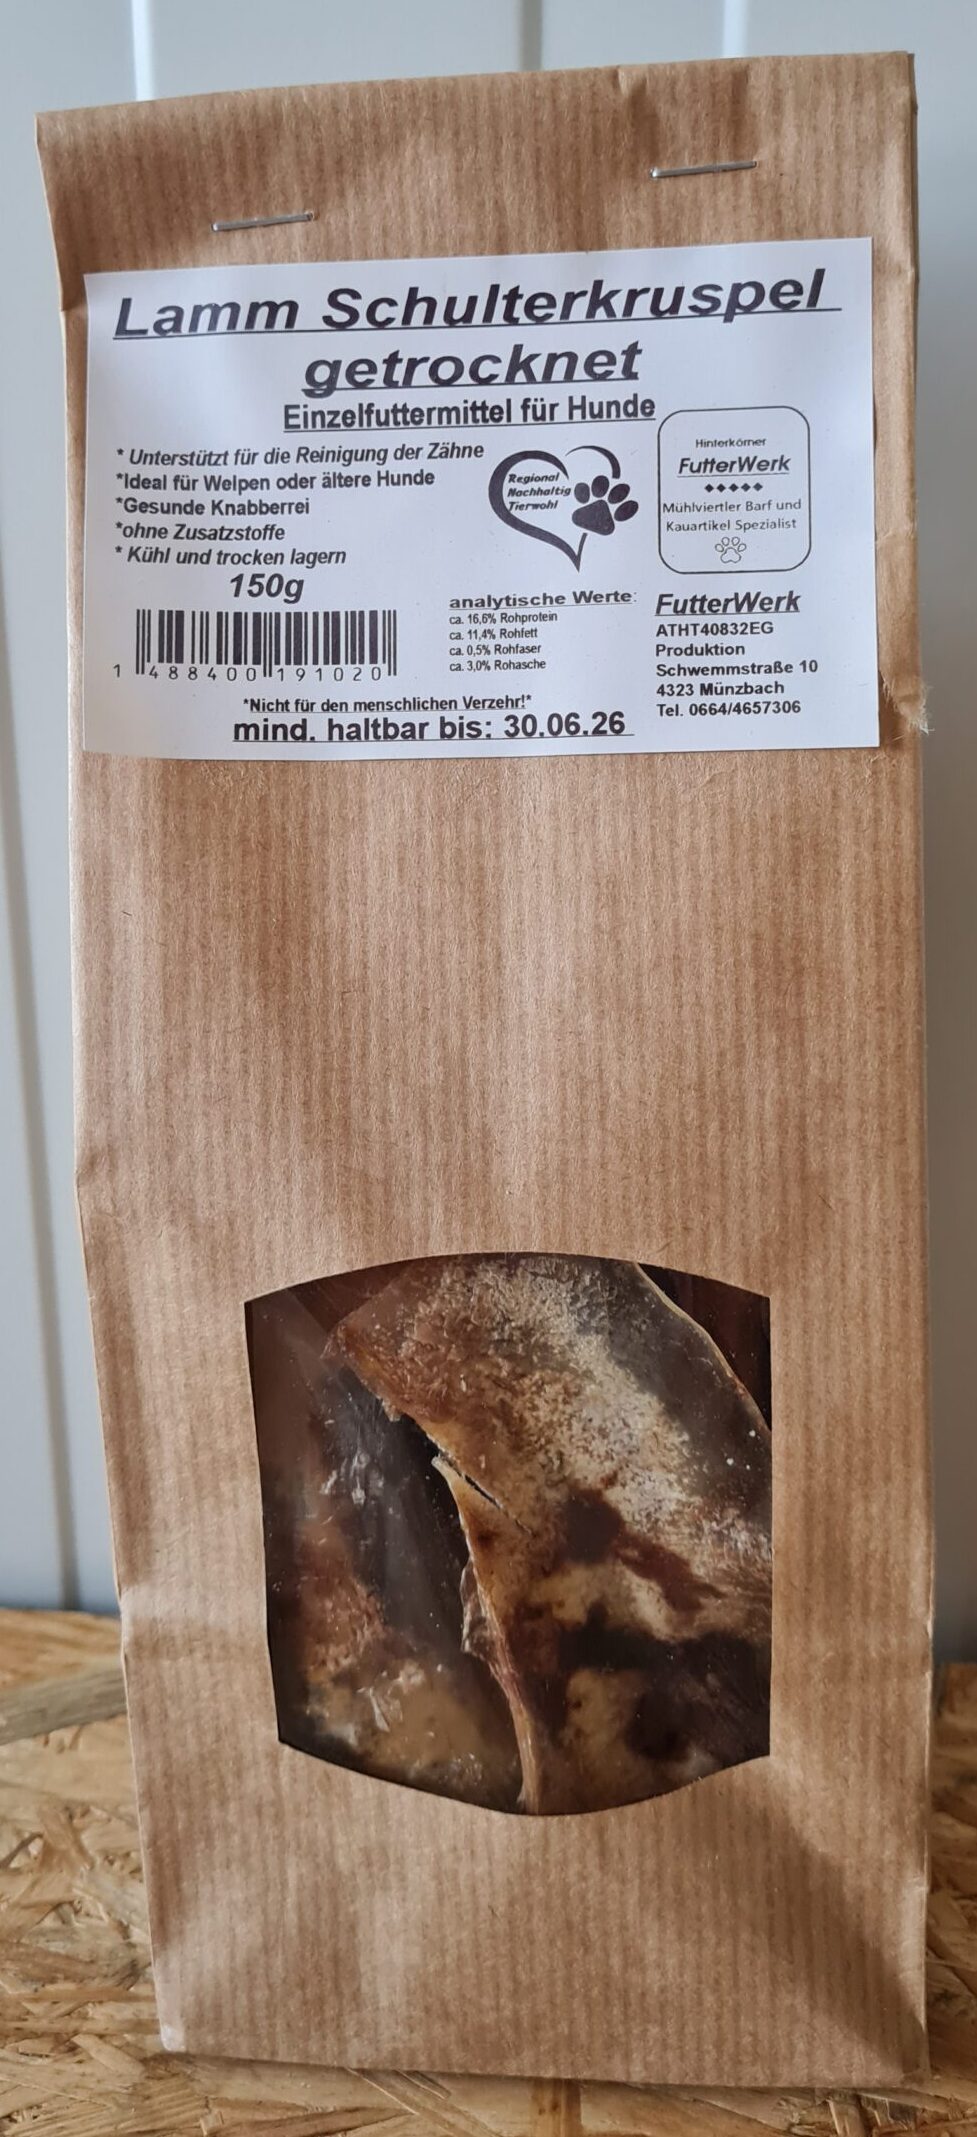 Lamm Schulterkruspel
getrocknet
Einzelfuttermittel für Hunde
* Unterstützt für die Reinigung der Zähne
*Ideal für Welpen oder ältere Hunde
*Gesunde Knabberrei
*ohne Zusatzstoffe
* Kühl und trocken lagern
150g
1 488400 191020
Regional
Nachhaltig
Tierwohl
Hinterkörner
FutterWerk
Mühlviertler Barf und
Kauartikel Spezialist
analytische Werte:
ca. 16,6% Rohprotein
ca. 11,4% Rohfett
ca. 0,5% Rohfaser
ca. 3,0% Rohasche
FutterWerk
ATHT40832EG
Produktion
Schwemmstraße 10
4323 Münzbach
Tel. 0664/4657306
*Nicht für den menschlichen Verzehr!*
mind. haltbar bis: 30.06.26